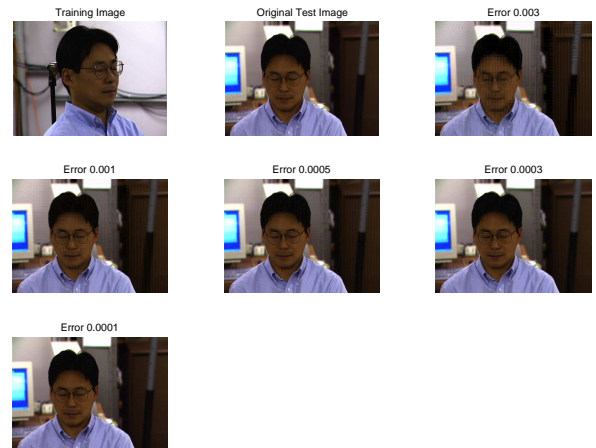 Training Image
Original Test Image
Error 0.003
Error 0.001
Error 0.0005
Error 0.0003
Error 0.0001